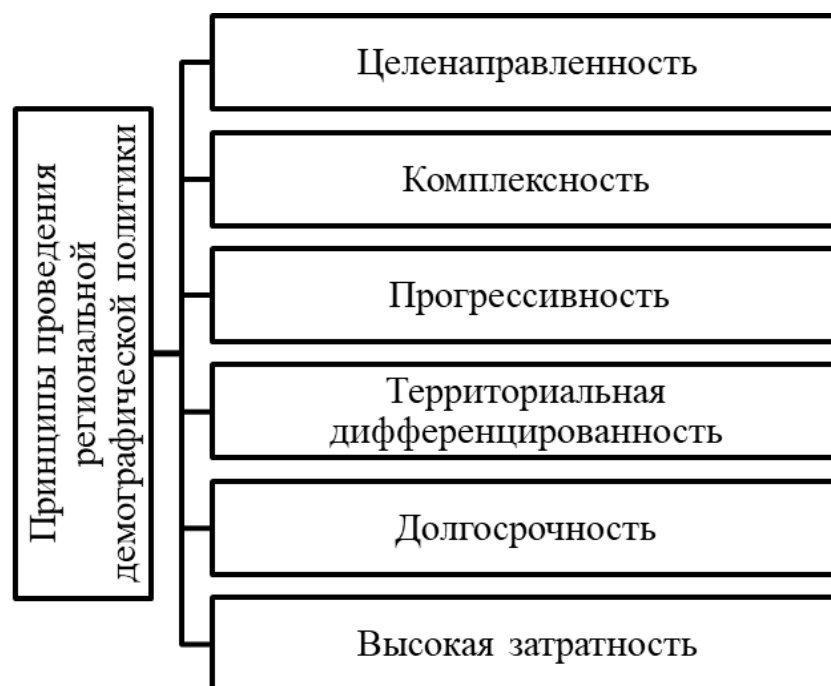 Принципы проведения
региональной
демографической политики
Целенаправленность
Комплексность
Прогрессивность
Территориальная
дифференцированность
Долгосрочность
Высокая затратность